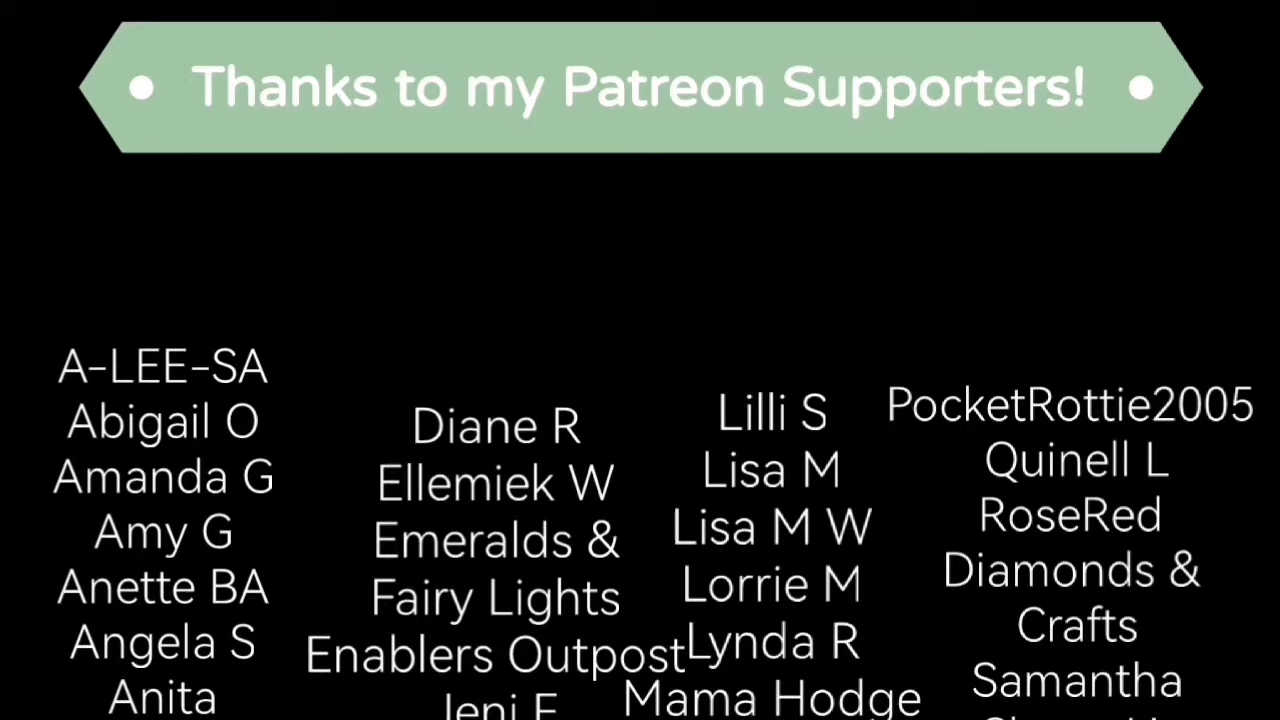 Thanks to my Patreon Supporters!
A-LEE-SA
Abigail O
Amanda G
Amy G
Anette BA
Angela S
Anita
Diane R
Ellemiek W
Emeralds &
Fairy Lights
Enablers Outpost
Jeni F
Lilli S
Lisa M
Lisa M W
Lorrie M
Lynda R
Mama Hodge
PocketRottie2005
Quinell L
RoseRed
Diamonds &
Crafts
Samantha